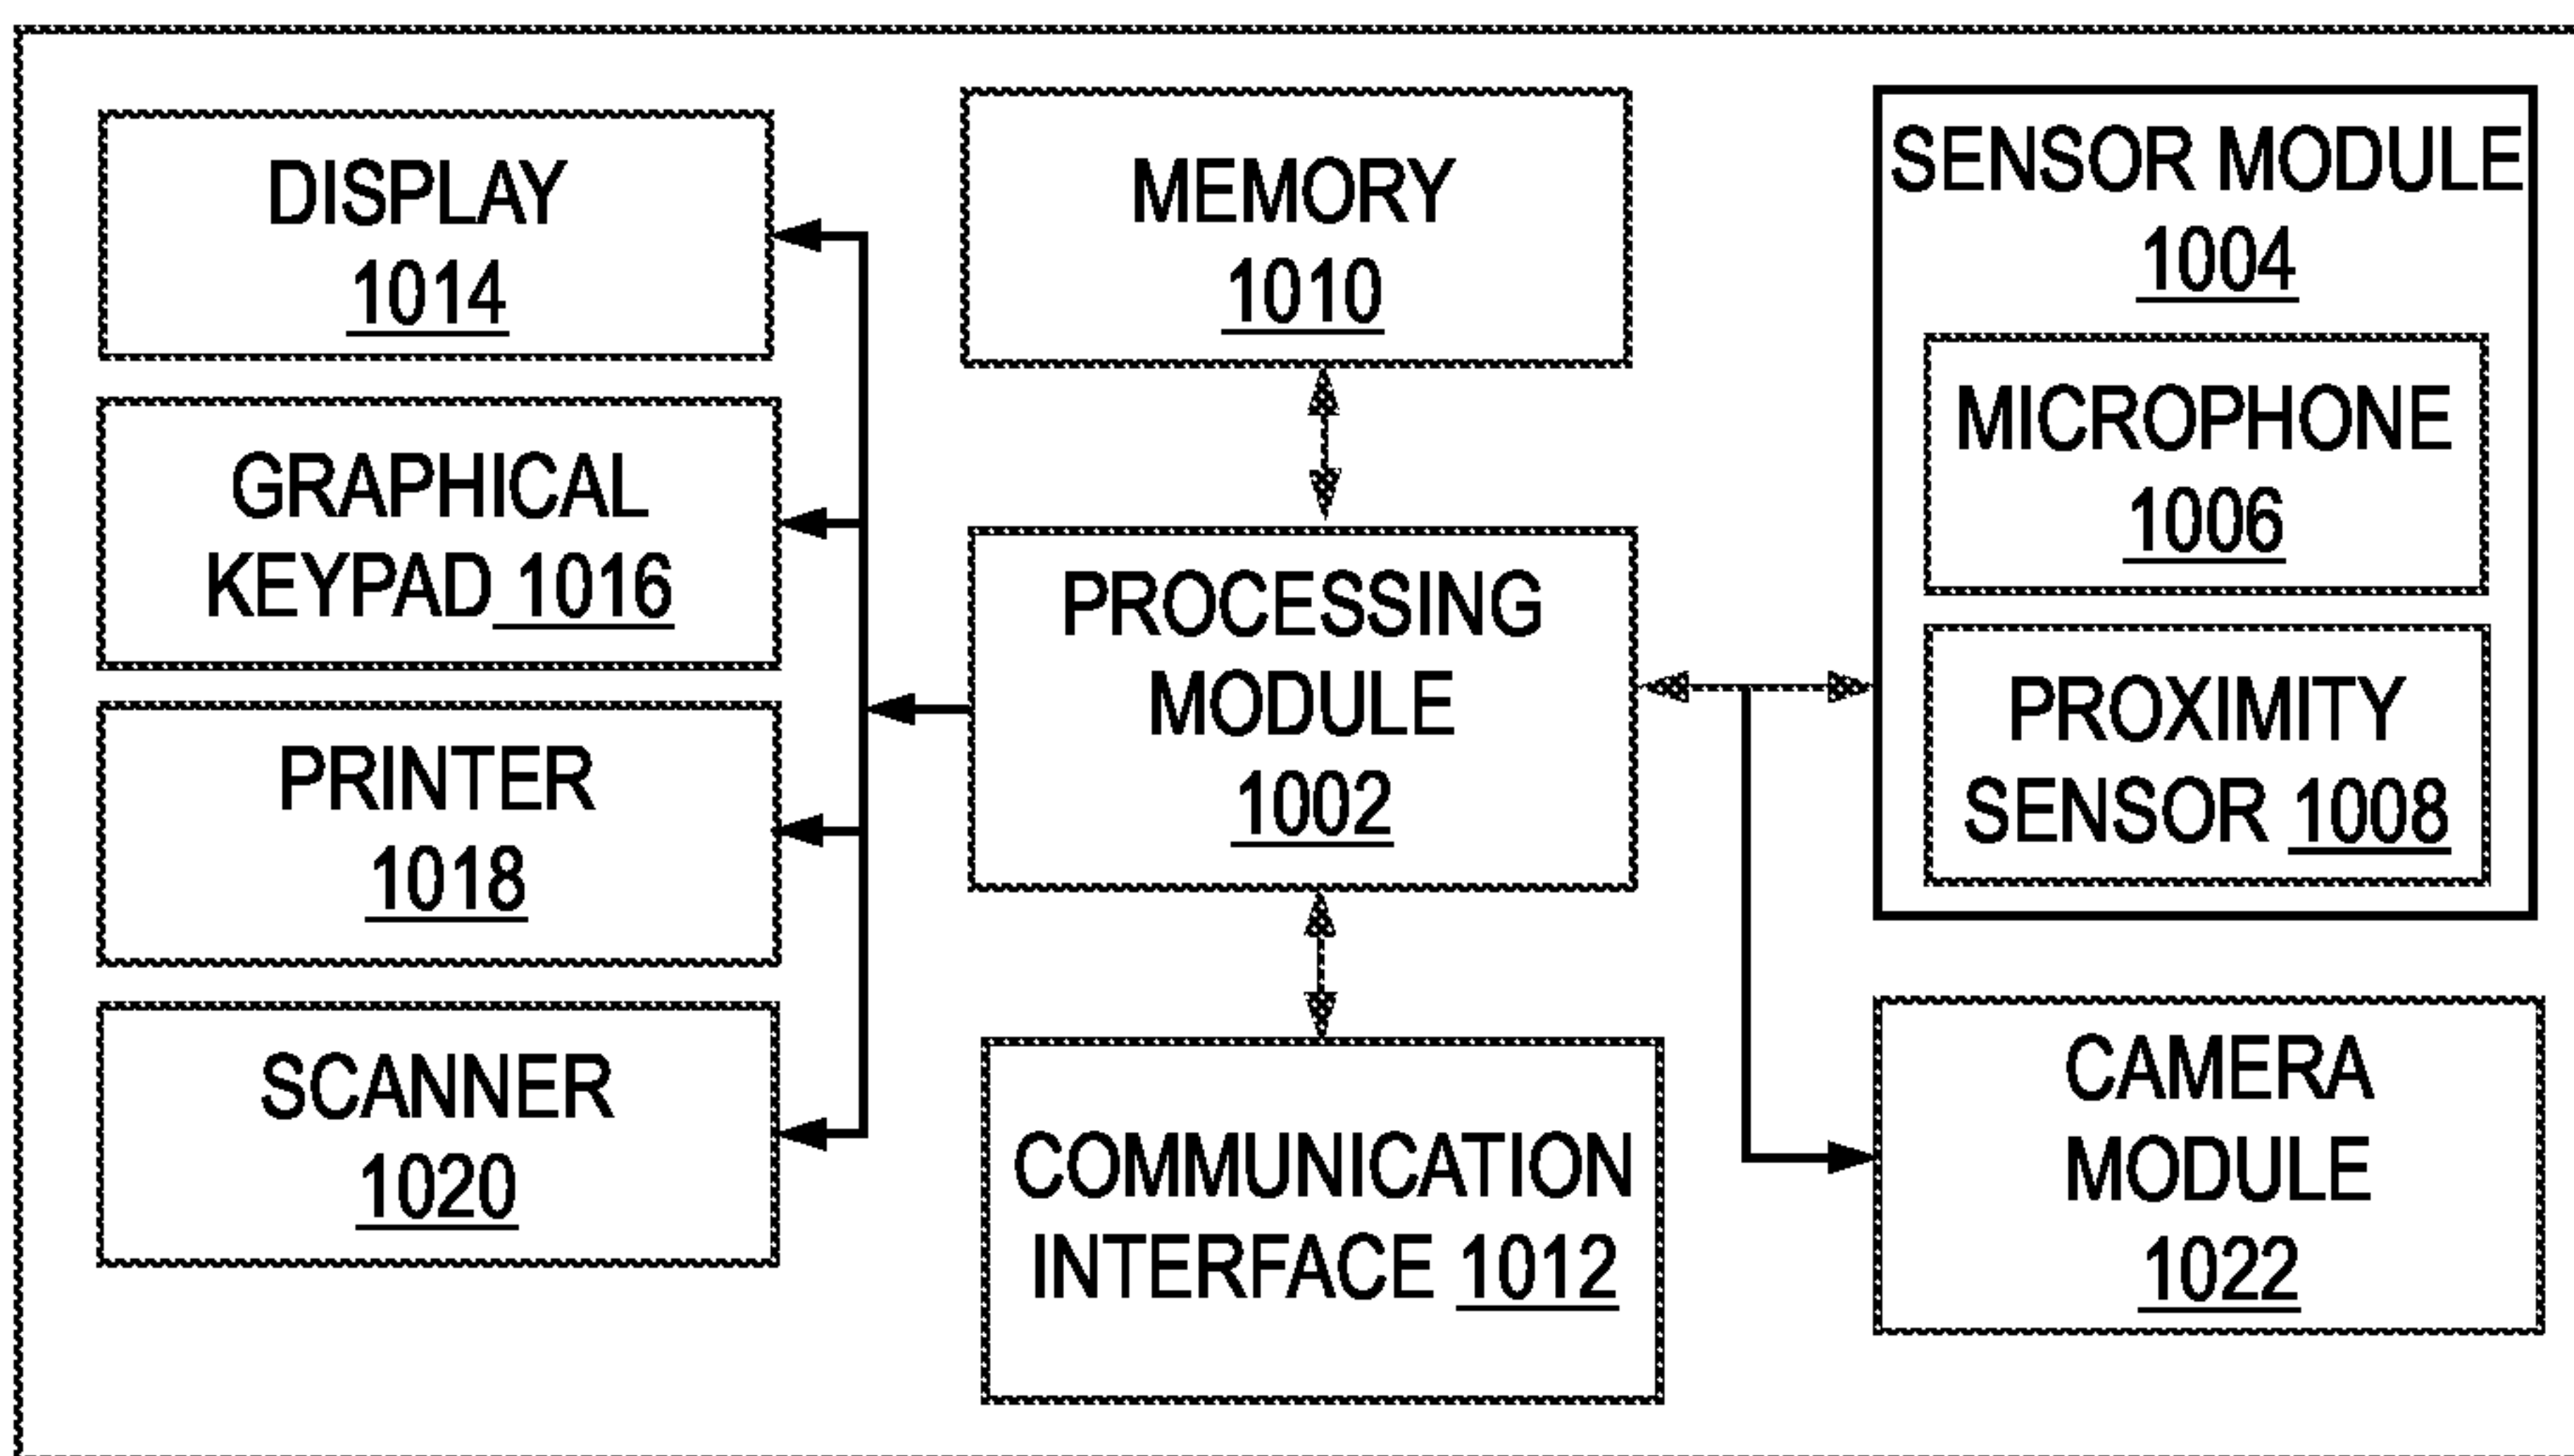 DISPLAY
1014
GRAPHICAL
KEYPAD 1016
PRINTER
1018
SCANNER
1020
MEMORY
1010
PROCESSING
MODULE
1002
COMMUNICATION
INTERFACE 1012
SENSOR MODULE
1004
MICROPHONE
1006
PROXIMITY
SENSOR 1008
CAMERA
MODULE
1022